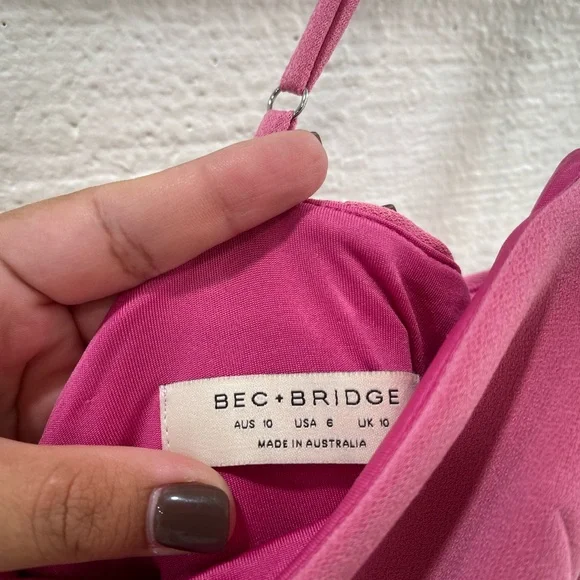 BEC+BRIDGE
AUS 10 USA 6 UK 10
MADE IN AUSTRALIA